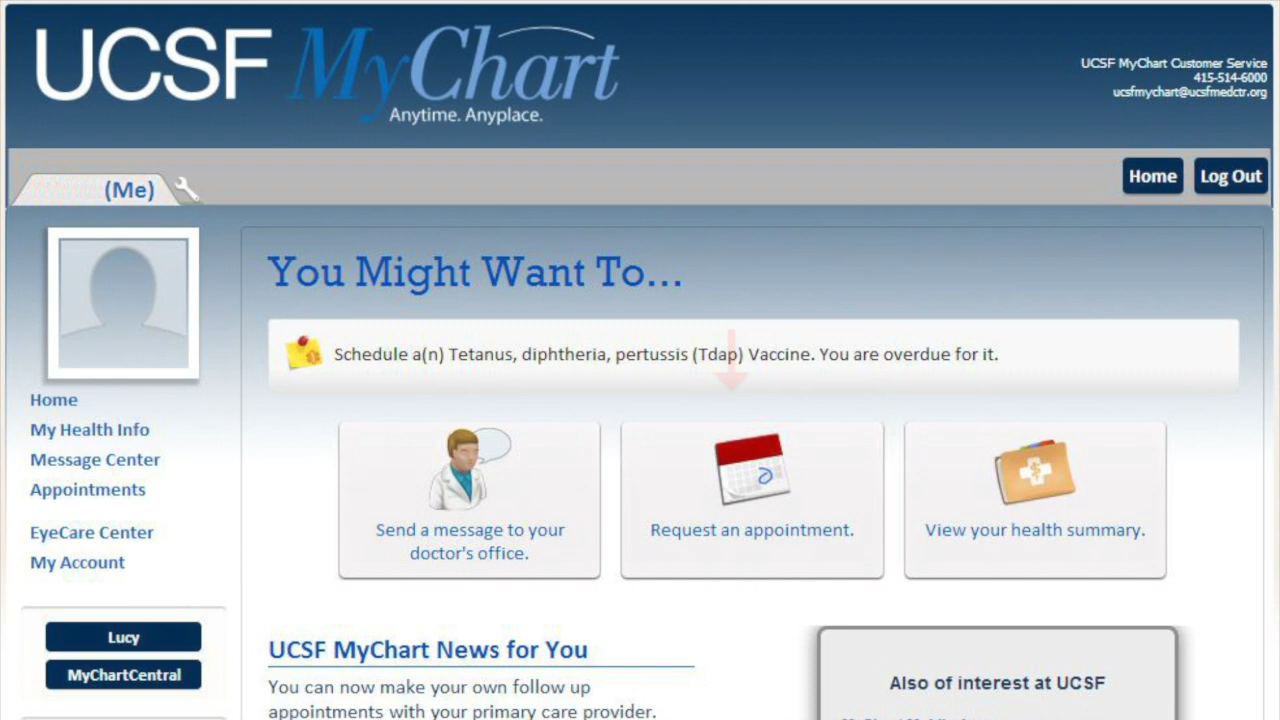 UCSF MyChart
Anytime. Anyplace.
UCSF MyChart Customer Service
415-514-6000
ucsfmychart@ucsfmedctr.org
(Me)
Home
Log Out
Home
My Health Info
Message Center
Appointments
EyeCare Center
My Account
Lucy
MyChartCentral
You Might Want To...
Schedule a(n) Tetanus, diphtheria, pertussis (Tdap) Vaccine. You are overdue for it.
Send a message to your
doctor's office.
Request an appointment.
View your health summary.
UCSF MyChart News for You
You can now make your own follow up
appointments with your primary care provider.
Also of interest at UCSF